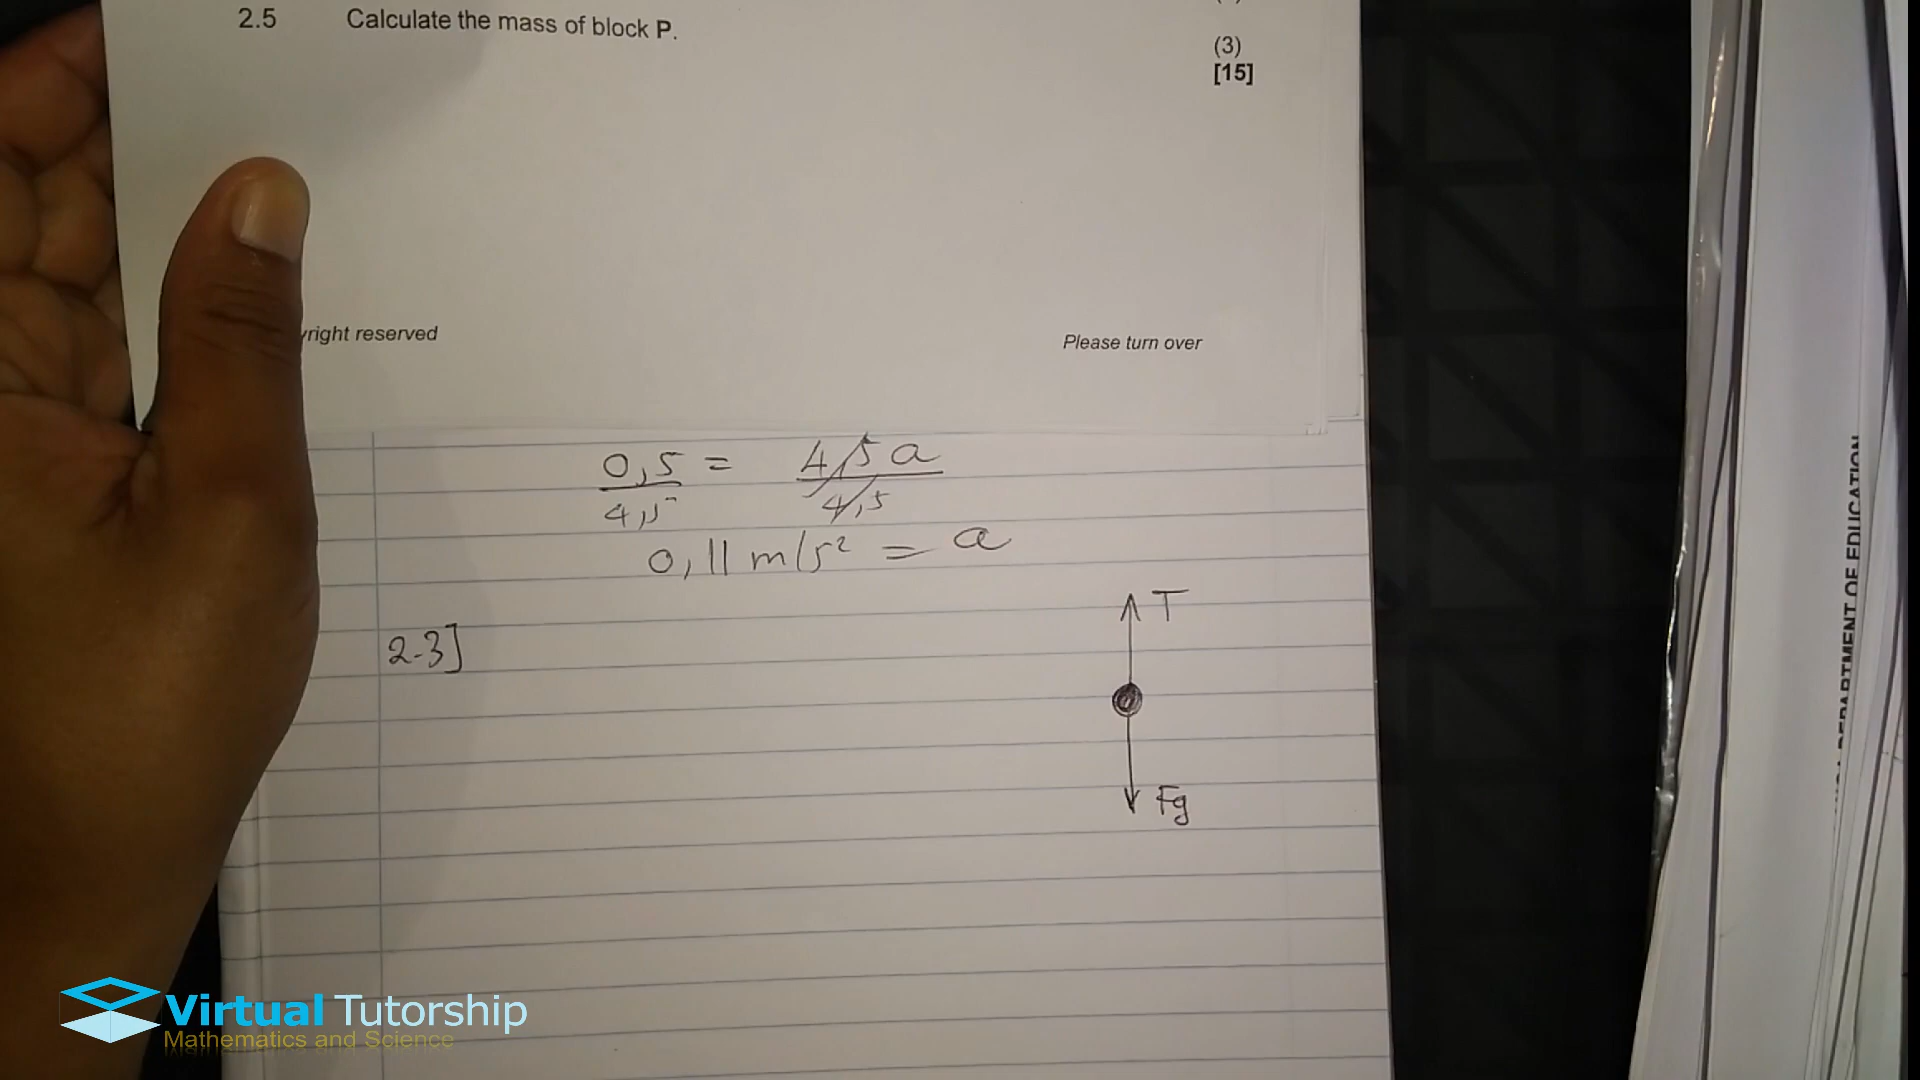 2.5 Calculate the mass of block P.
(3)
[15]
right reserved
Please turn over
0,5 = 4,5a
4,5 4,5
0,11 m/s² = a
T
2.3]
Fg
DEPARTMENT OF EDUCATION
Virtual Tutorship
Mathematics and Science